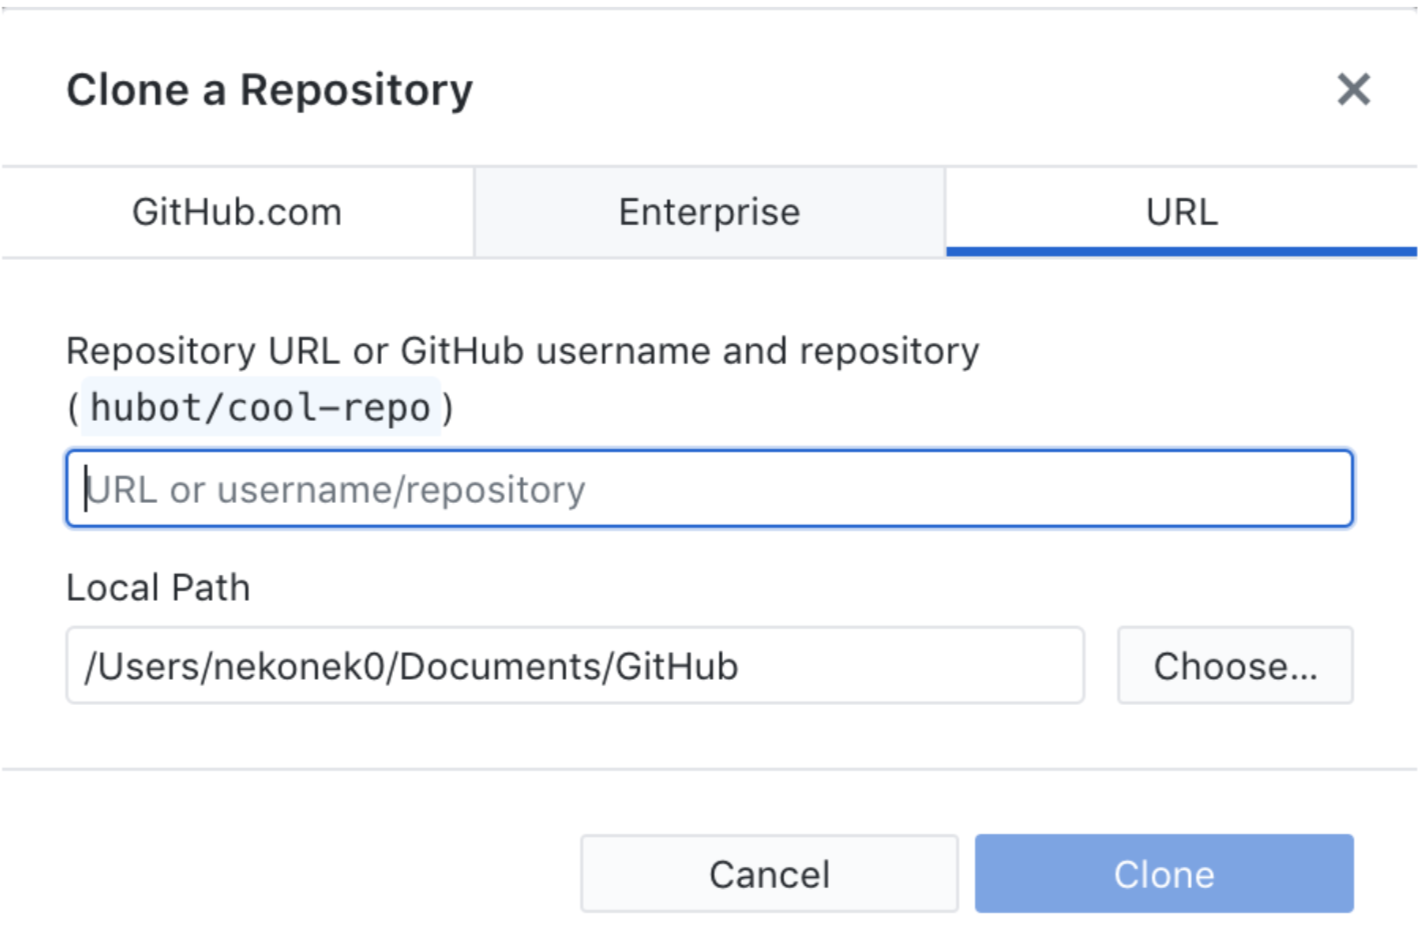 Clone a Repository
GitHub.com
Enterprise
URL
Repository URL or GitHub username and repository
(hubot/cool-repo)
URL or username/repository
Local Path
/Users/nekonek0/Documents/GitHub
Choose...
Cancel
Clone